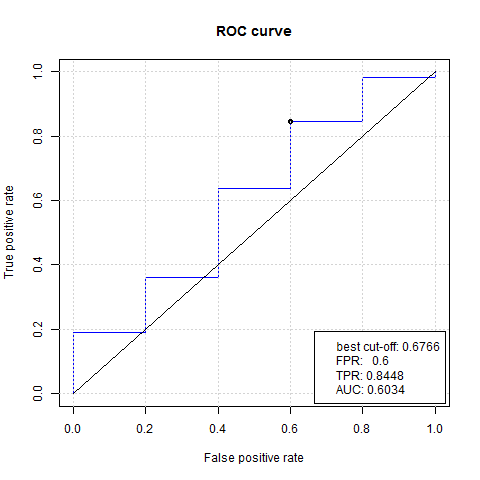 ROC curve
True positive rate
1.0
0.8
0.6
0.4
0.2
0.0
best cut-off: 0.6766
FPR: 0.6
TPR: 0.8448
AUC: 0.6034
0.0 0.2 0.4 0.6 0.8 1.0
False positive rate